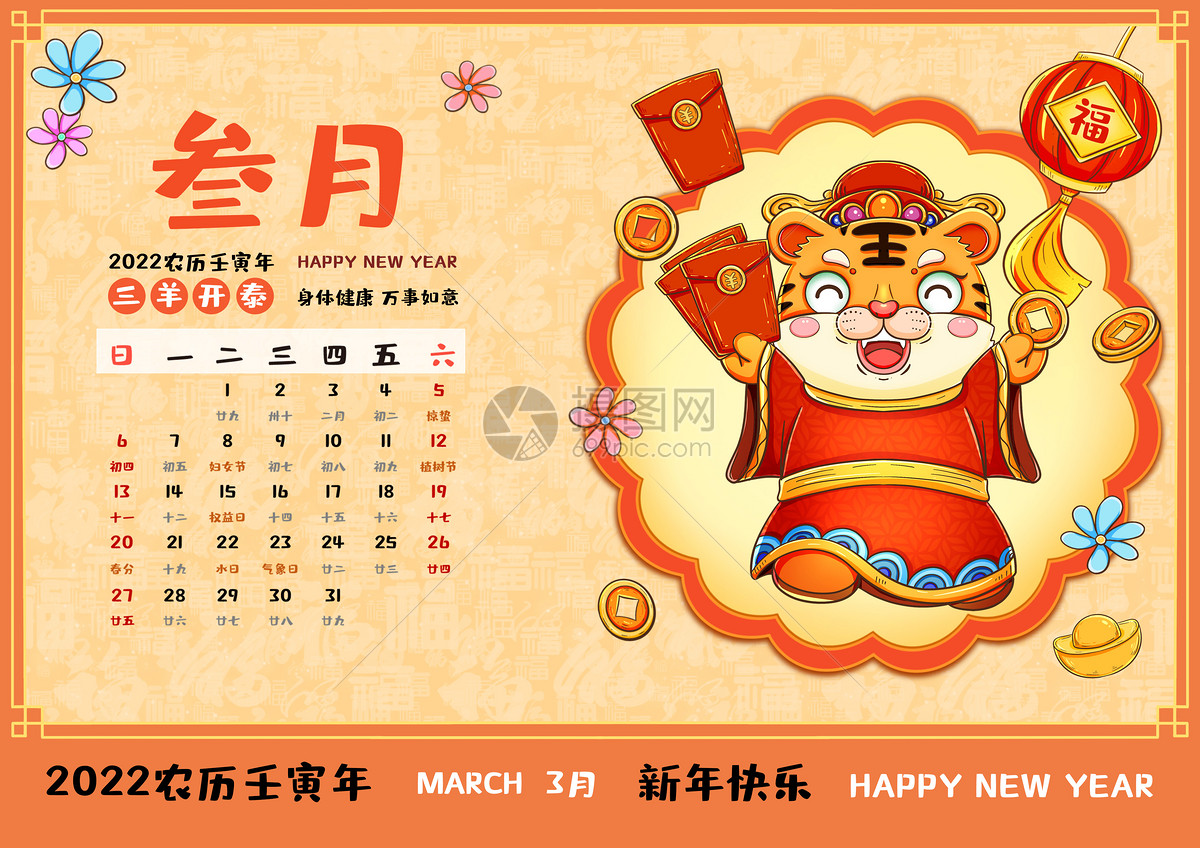 叁月
2022农历壬寅年 HAPPY NEW YEAR
三羊开泰 身体健康 万事如意
日 一 二 三 四 五 六
1 2 3 4 5
廿九 卅十 二月 初二 惊蛰
6 7 8 9 10 11 12
初四 初五 妇女节 初七 初八 初九 植树节
13 14 15 16 17 18 19
十一 十二 权益日 十四 十五 十六 十七
20 21 22 23 24 25 26
春分 十九 水日 气象日 廿二 廿三 廿四
27 28 29 30 31
廿五 廿六 廿七 廿八 廿九
福
王
摄图网
699pic.com
2022农历壬寅年 MARCH 3月 新年快乐 HAPPY NEW YEAR